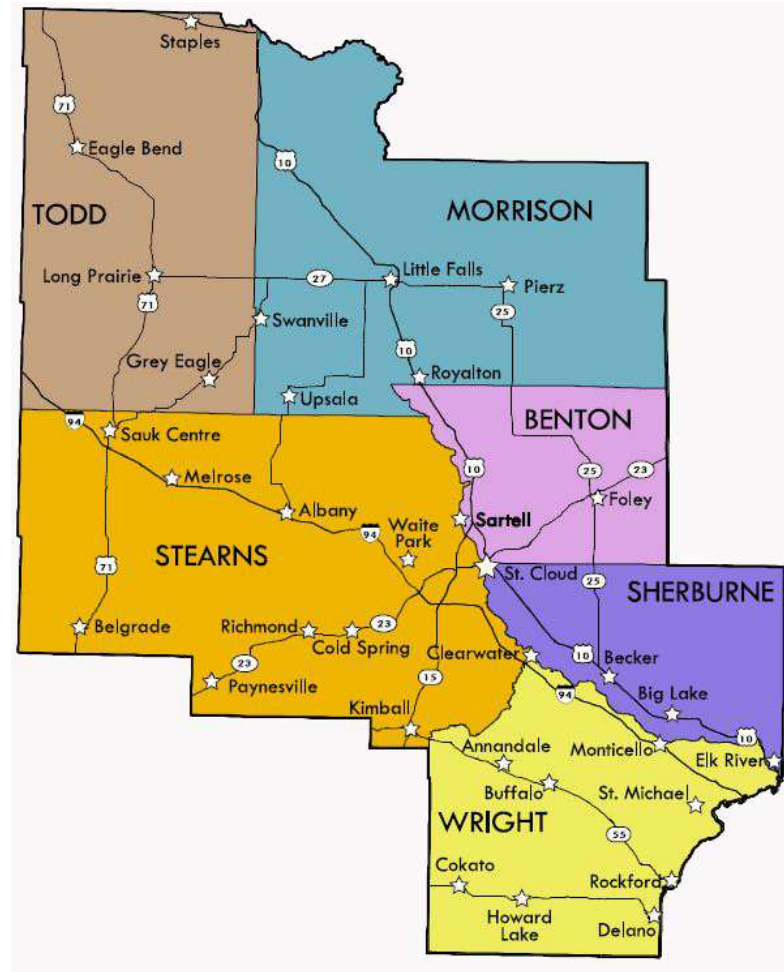 Staples
71
Eagle Bend
10
TODD
MORRISON
Long Prairie
27
Little Falls
Pierz
71
25
Swanville
10
Grey Eagle
Royalton
Upsala
BENTON
94
Sauk Centre
10
25
23
Melrose
Foley
Albany
Sartell
Waite
Park
94
STEARNS
71
St. Cloud
25
SHERBURNE
Belgrade
Richmond
23
Cold Spring
Clearwater
10
Becker
23
15
Paynesville
94
Big Lake
Kimball
10
Annandale
Monticello
Elk River
Buffalo
St. Michael
WRIGHT
55
Cokato
Rockford
Howard
Lake
Delano